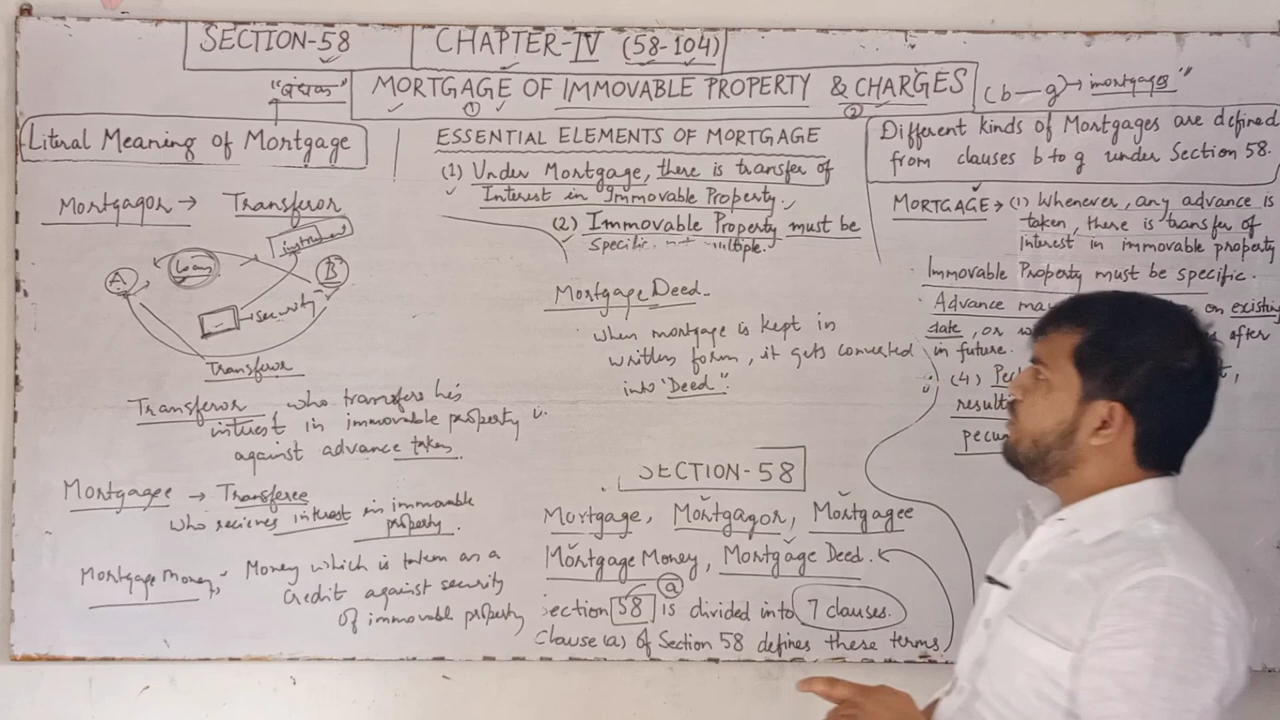 SECTION-58
CHAPTER-IV (58-104)
"बंधक"
MORTGAGE OF IMMOVABLE PROPERTY & CHARGES
① ②
(b-g) → mortgages"
Literal Meaning of Mortgage
Mortgagor → Transferor
instrument
Loan
A
B
security
Transferor
Transferor, who transfers his
interest in immovable property
against advance taken.
Mortgagee → Transferee
who recieves interest in immovable
property.
Mortgage Money; Money which is taken as a
credit against security
of immovable property
ESSENTIAL ELEMENTS OF MORTGAGE
(1) Under Mortgage, there is transfer of
Interest in Immovable Property.
(2) Immovable Property must be
specific. not multiple.
Mortgage Deed.
when mortgage is kept in
written form, it gets converted
into "Deed".
SECTION-58
Mortgage, Mortgagor, Mortgagee
Mortgage Money, Mortgage Deed.
a
Section 58 is divided into 7 clauses.
Clause (a) of Section 58 defines these terms
Different kinds of Mortgages are defined
from clauses b to g under Section 58.
MORTGAGE → (1) Whenever, any advance is
taken, there is transfer of
interest in immovable property
Immovable Property must be specific.
Advance on existing
date, or after
in future.
(4)